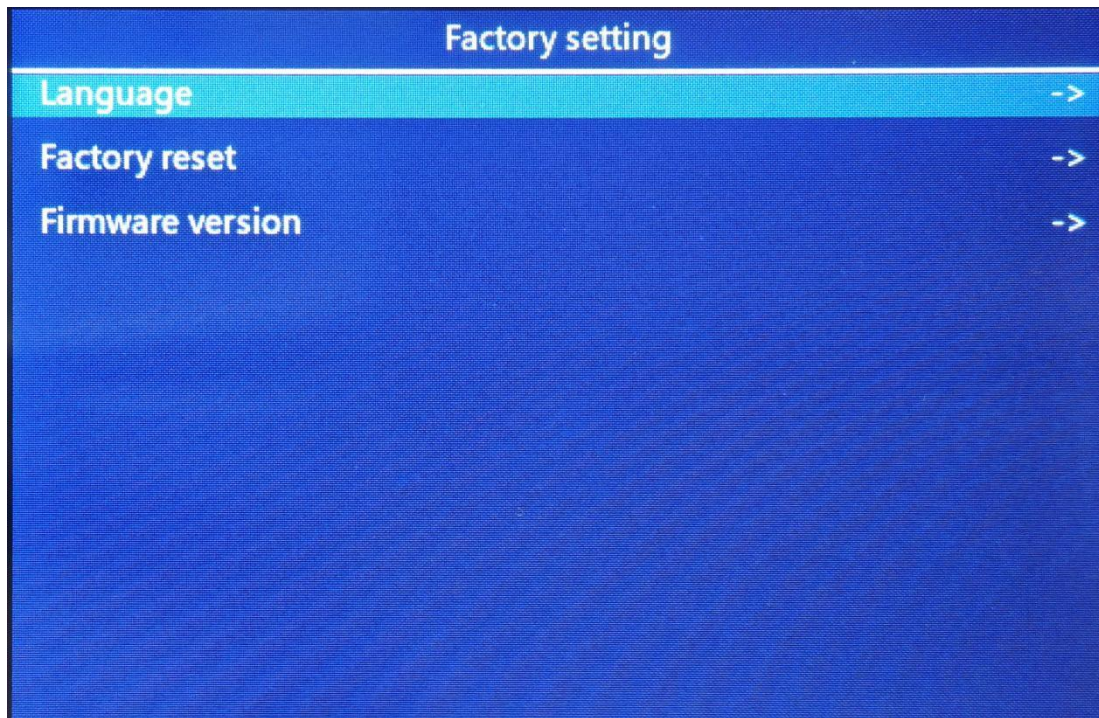 Factory setting
Language ->
Factory reset ->
Firmware version ->